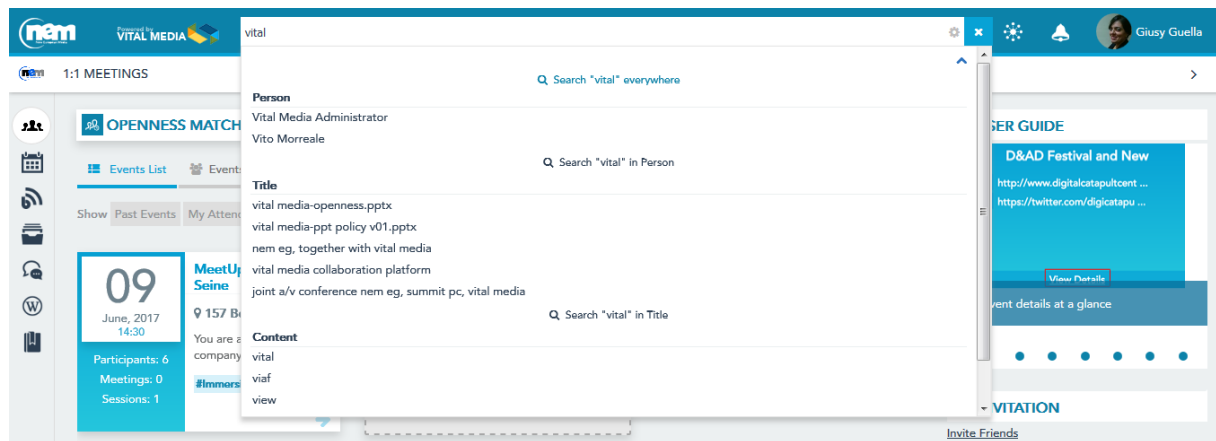 nem
Powered by
VITAL MEDIA
vital
Giusy Guella
nem
1:1 MEETINGS
Search "vital" everywhere
Person
Vital Media Administrator
Vito Morreale
Search "vital" in Person
Title
vital media-openness.pptx
vital media-ppt policy v01.pptx
nem eg, together with vital media
vital media collaboration platform
joint a/v conference nem eg, summit pc, vital media
Search "vital" in Title
Content
vital
viaf
view
OPENNESS MATCH
Events List
Event
Show Past Events My Atten
09
June, 2017
14:30
Participants: 6
Meetings: 0
Sessions: 1
MeetUp
Seine
157 B
You are a
company
#Immers
SER GUIDE
D&AD Festival and New
http://www.digitalcatapultcent ...
https://twitter.com/digicatapu ...
View Details
vent details at a glance
VITATION
Invite Friends